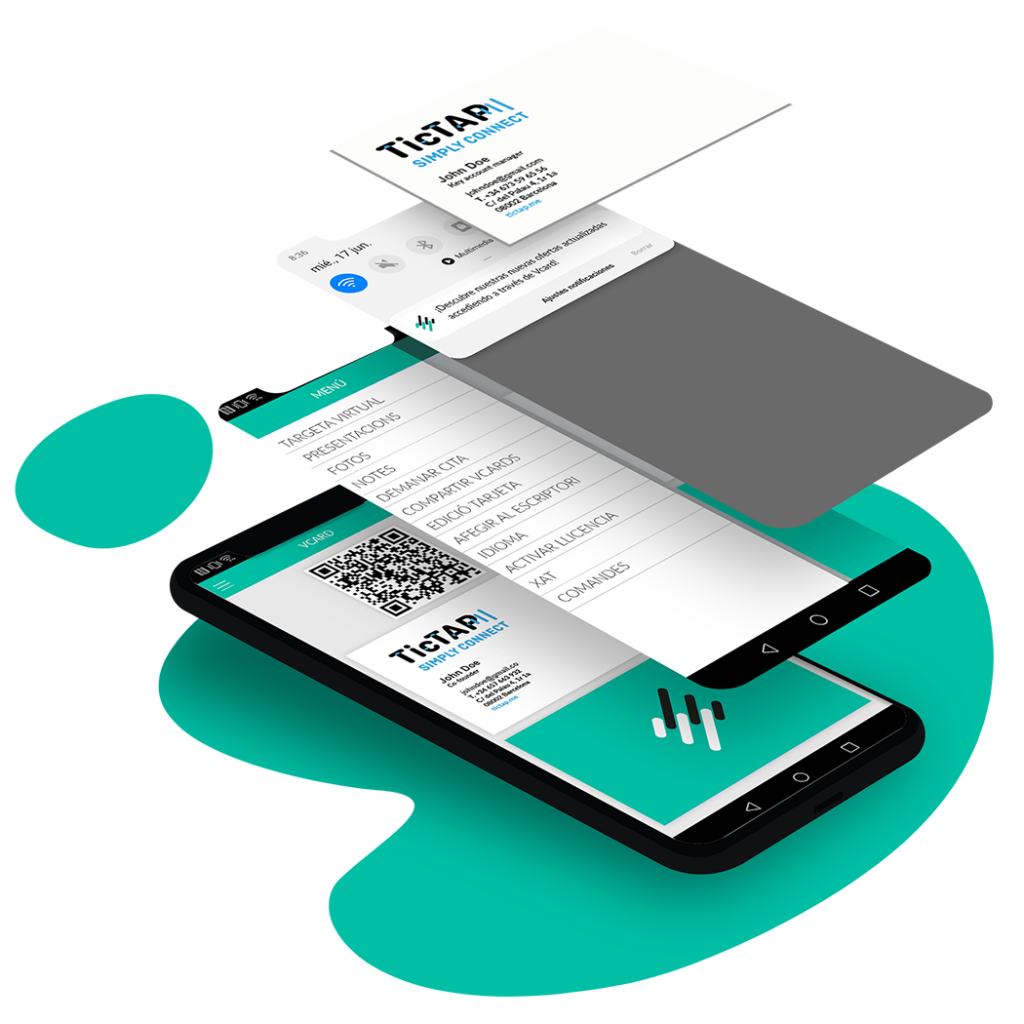 TicTAP
SIMPLY CONNECT
John Doe
Key account manager
johndoe@gmail.com
T. +34 673 59 65 56
C/ del Palau 4, 1r 1a
08002 Barcelona
tictap.me
8:36
mié., 17 jun.
Multimedia
¡Descubre nuestras nuevas ofertas actualizadas
accediendo a través de Vcard!
Ajustes notificaciones
Borrar
MENÚ
TARGETA VIRTUAL
PRESENTACIONS
FOTOS
NOTES
DEMANAR CITA
COMPARTIR VCARDS
EDICIÓ TARJETA
AFEGIR AL ESCRIPTORI
IDIOMA
ACTIVAR LLICENCIA
XAT
COMANDES
VCARD
TicTAP
SIMPLY CONNECT
John Doe
Co-founder
johndoe@gmail.co
T. +34 657 663 932
C/ del Palau 4, 1r 1a
08002 Barcelona
tictap.me